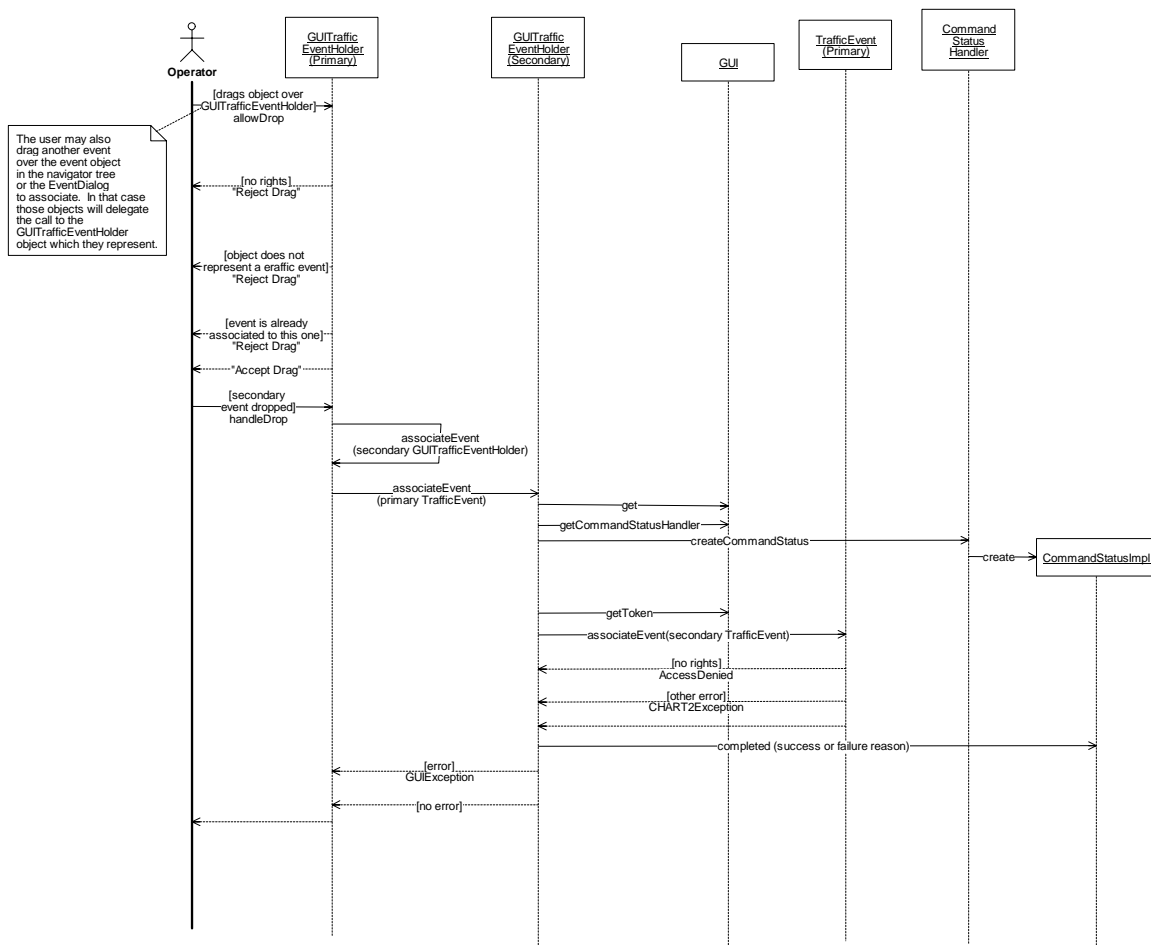 GUITraffic
EventHolder
(Primary)
GUITraffic
EventHolder
(Secondary)
GUI
TrafficEvent
(Primary)
Command
Status
Handler
Operator
[drags object over
GUITrafficEventHolder]
allowDrop
The user may also
drag another event
over the event object
in the navigator tree
or the EventDialog
to associate. In that case
those objects will delegate
the call to the
GUITrafficEventHolder
object which they represent.
[no rights]
"Reject Drag"
[object does not
represent a eraffic event]
"Reject Drag"
[event is already
associated to this one]
"Reject Drag"
"Accept Drag"
[secondary
event dropped]
handleDrop
associateEvent
(secondary GUITrafficEventHolder)
associateEvent
(primary TrafficEvent)
get
getCommandStatusHandler
createCommandStatus
create
CommandStatusImpl
getToken
associateEvent(secondary TrafficEvent)
[no rights]
AccessDenied
[other error]
CHART2Exception
completed (success or failure reason)
[error]
GUIException
[no error]